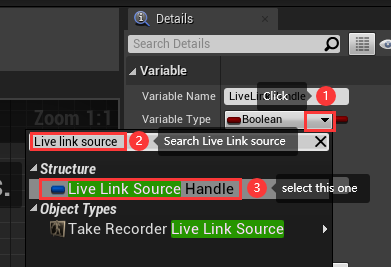 Details
Search Details
Variable
Variable Name
Click
1
Zoom 1:1
Variable Type
Boolean
Live link source
2
Search Live Link source
Structure
Live Link Source Handle
3
select this one
Object Types
Take Recorder Live Link Source